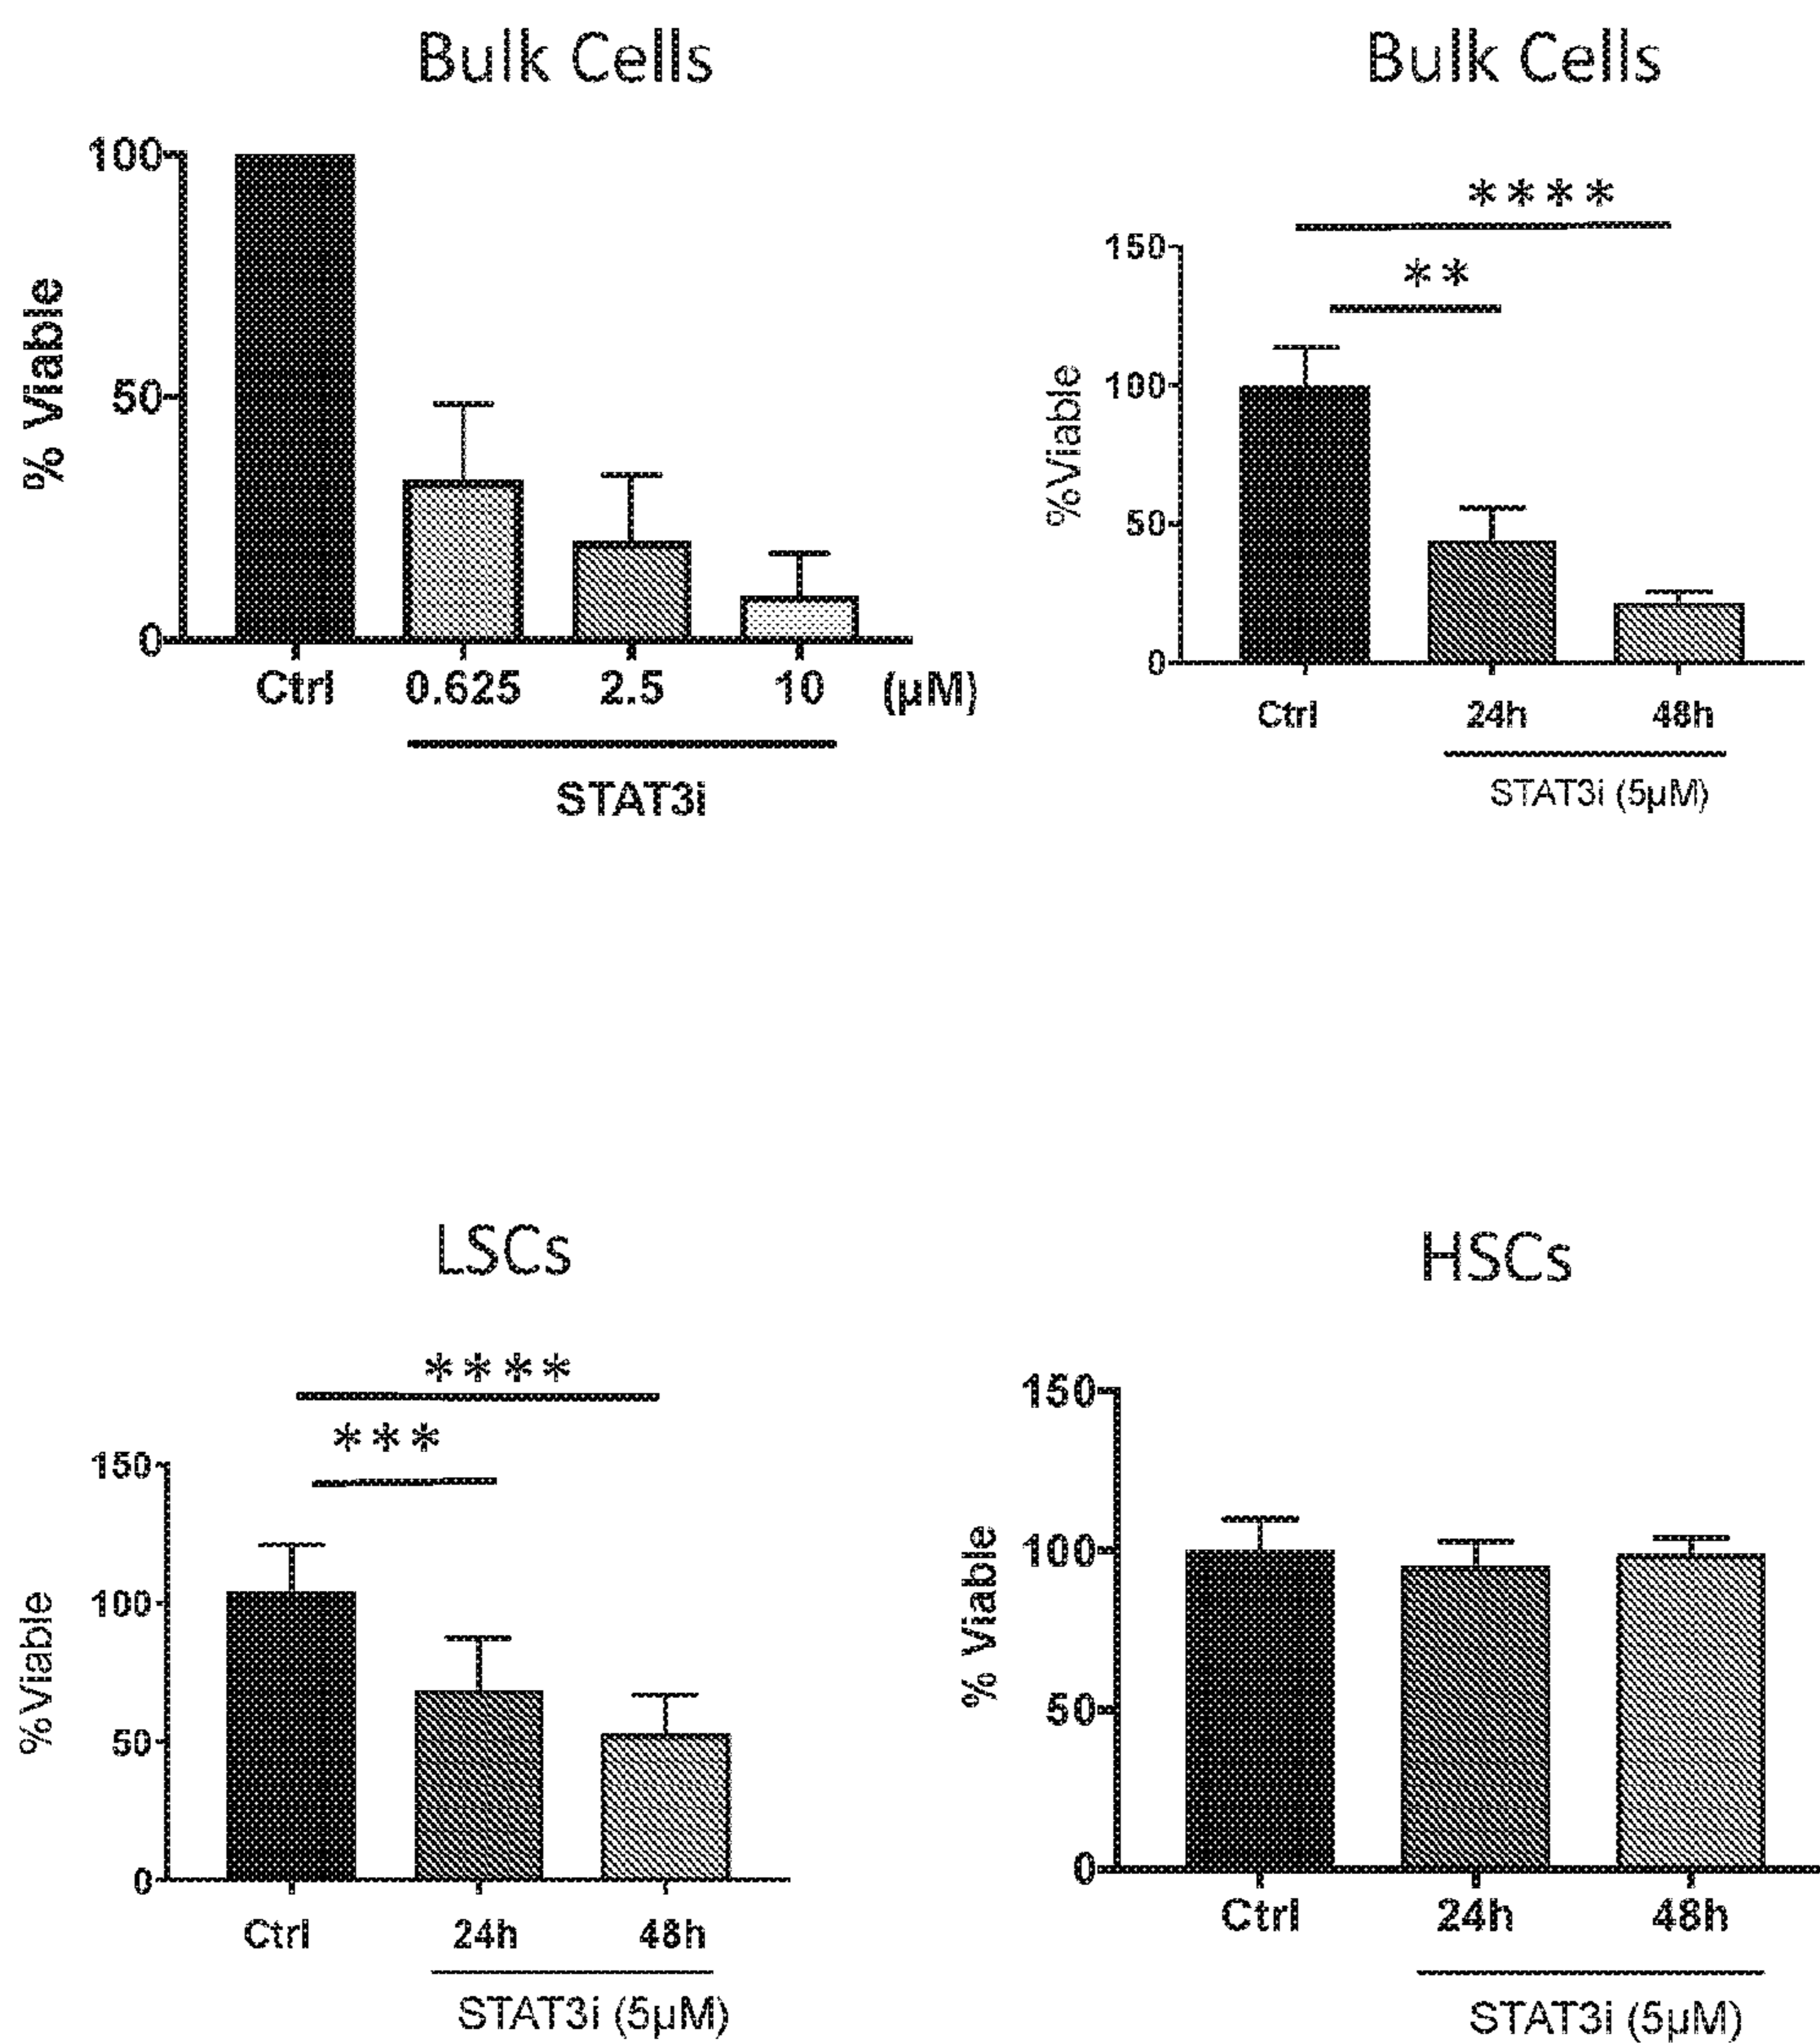 Bulk Cells
% Viable
100
50
0
Ctrl 0.625 2.5 10 (µM)
STAT3i
Bulk Cells
****
**
%Viable
150
100
50
0
Ctrl 24h 48h
STAT3i (5µM)
LSCs
****
***
%Viable
150
100
50
0
Ctrl 24h 48h
STAT3i (5µM)
HSCs
% Viable
150
100
50
0
Ctrl 24h 48h
STAT3i (5µM)